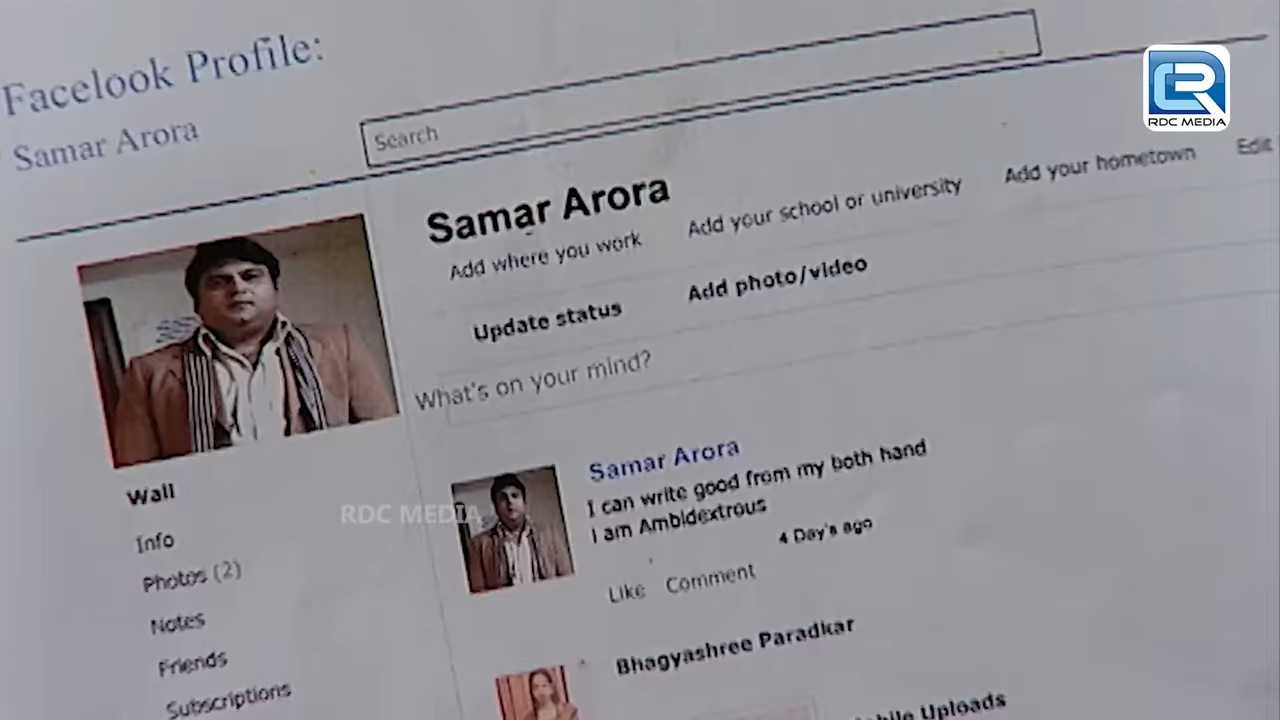 Facelook Profile:
Samar Arora
Search
RDC MEDIA
Samar Arora
Add where you work
Add your school or university
Add your hometown
Edit
Update status
Add photo/video
What's on your mind?
Wall
Info
Photos (2)
Notes
Friends
Subscriptions
Samar Arora
I can write good from my both hand
I am Ambidextrous
4 Day's ago
Like Comment
RDC MEDIA
Bhagyashree Paradkar
Uploads